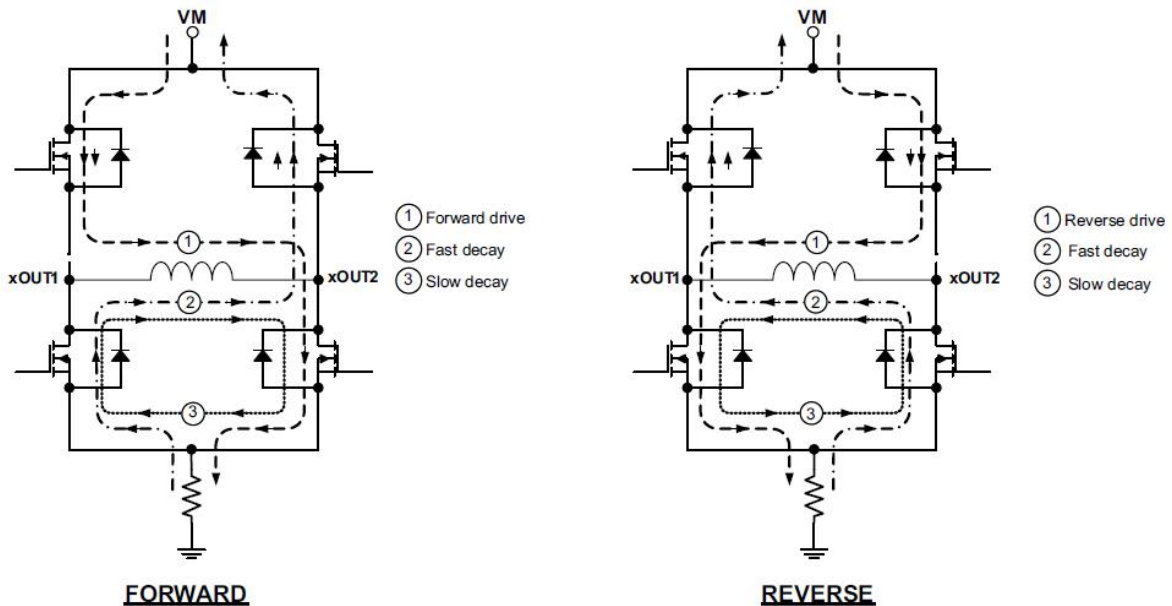 VM
xOUT1
xOUT2
1
2
3
1 Forward drive
2 Fast decay
3 Slow decay
FORWARD
VM
xOUT1
xOUT2
1
2
3
1 Reverse drive
2 Fast decay
3 Slow decay
REVERSE